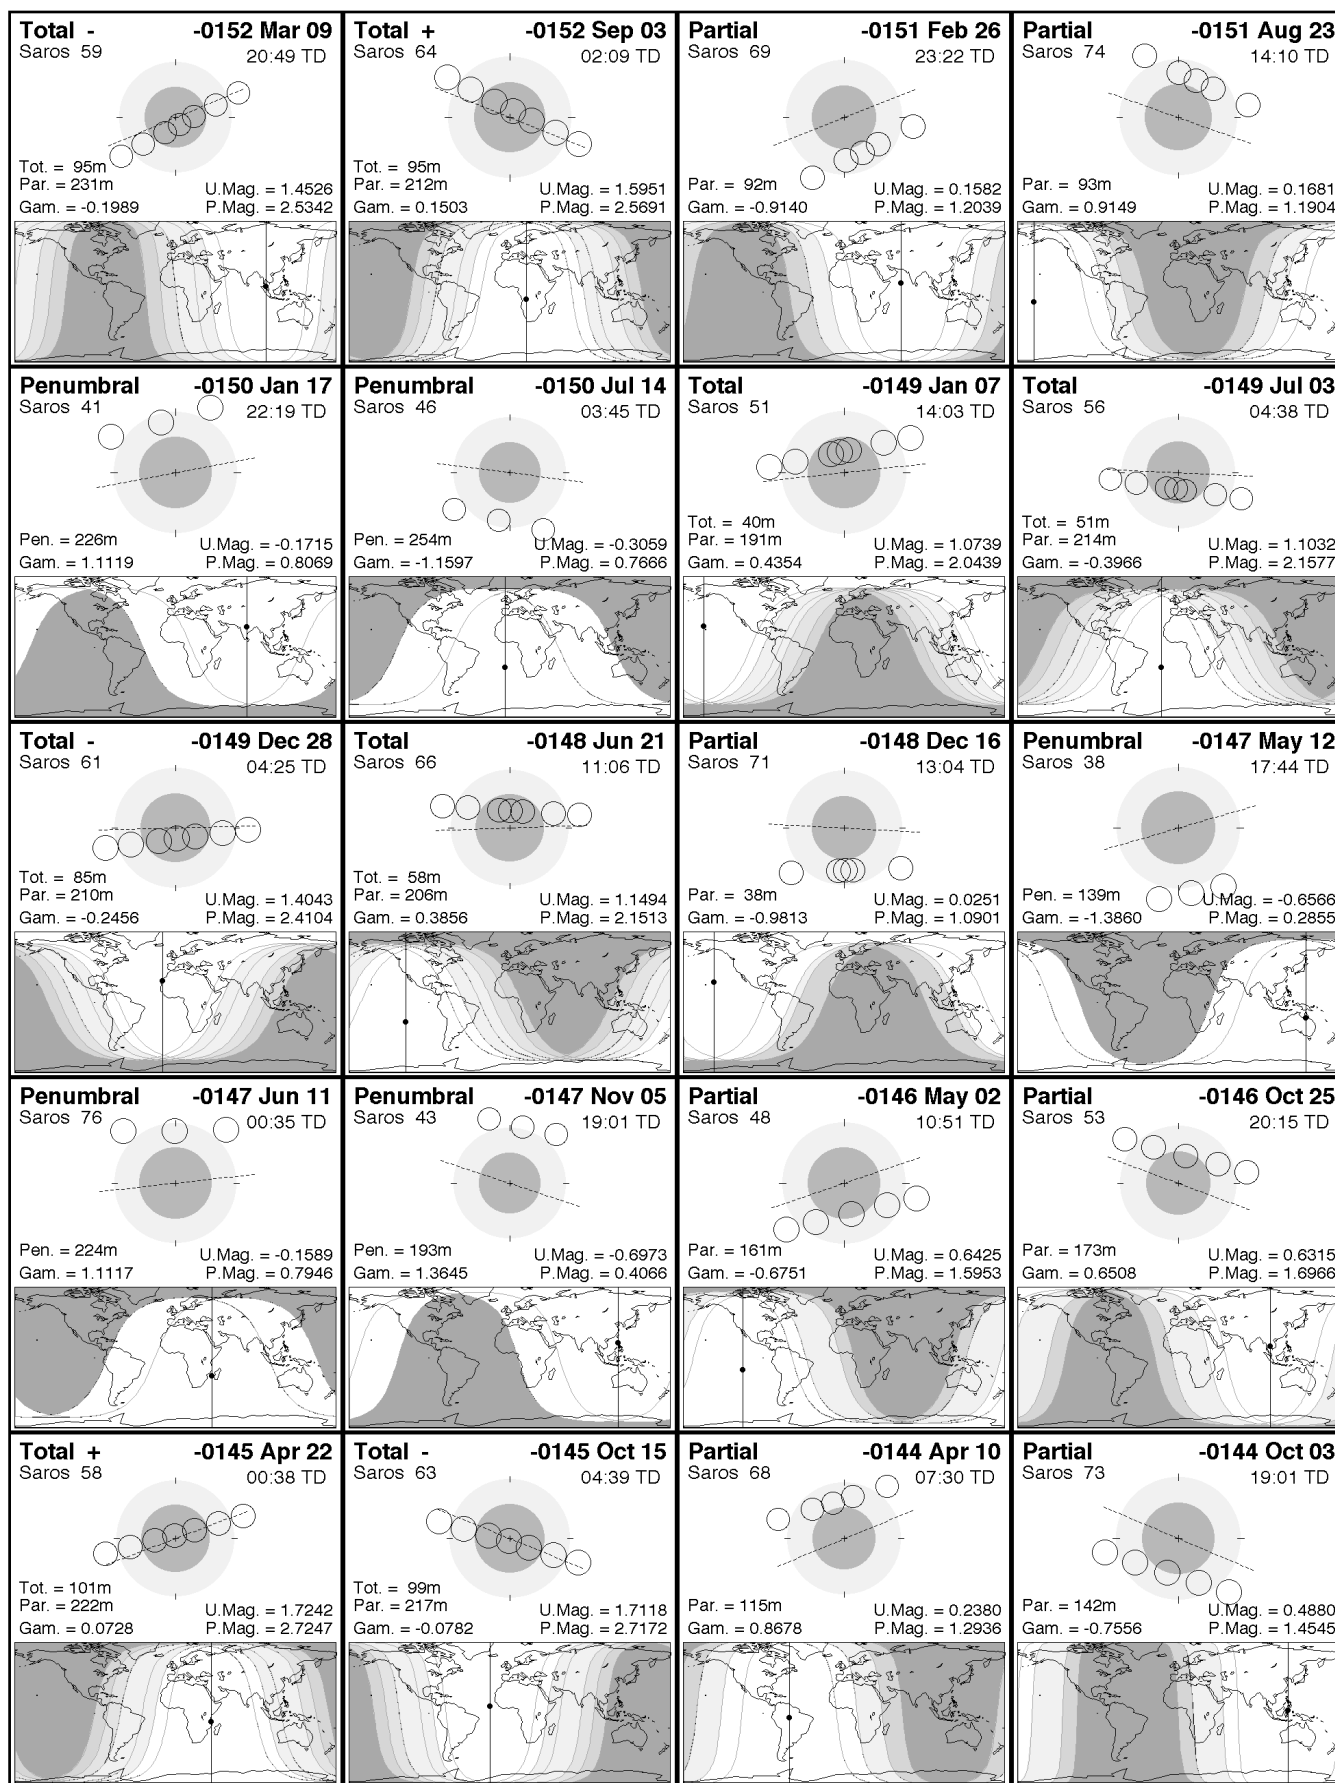 Total - -0152 Mar 09
Saros 59 20:49 TD
Tot. = 95m
Par. = 231m U.Mag. = 1.4526
Gam. = -0.1989 P.Mag. = 2.5342
Total + -0152 Sep 03
Saros 64 02:09 TD
Tot. = 95m
Par. = 212m U.Mag. = 1.5951
Gam. = 0.1503 P.Mag. = 2.5691
Partial -0151 Feb 26
Saros 69 23:22 TD
Par. = 92m U.Mag. = 0.1582
Gam. = -0.9140 P.Mag. = 1.2039
Partial -0151 Aug 23
Saros 74 14:10 TD
Par. = 93m U.Mag. = 0.1681
Gam. = 0.9149 P.Mag. = 1.1904
Penumbral -0150 Jan 17
Saros 41 22:19 TD
Pen. = 226m U.Mag. = -0.1715
Gam. = 1.1119 P.Mag. = 0.8069
Penumbral -0150 Jul 14
Saros 46 03:45 TD
Pen. = 254m U.Mag. = -0.3059
Gam. = -1.1597 P.Mag. = 0.7666
Total -0149 Jan 07
Saros 51 14:03 TD
Tot. = 40m
Par. = 191m U.Mag. = 1.0739
Gam. = 0.4354 P.Mag. = 2.0439
Total -0149 Jul 03
Saros 56 04:38 TD
Tot. = 51m
Par. = 214m U.Mag. = 1.1032
Gam. = -0.3966 P.Mag. = 2.1577
Total - -0149 Dec 28
Saros 61 04:25 TD
Tot. = 85m
Par. = 210m U.Mag. = 1.4043
Gam. = -0.2456 P.Mag. = 2.4104
Total -0148 Jun 21
Saros 66 11:06 TD
Tot. = 58m
Par. = 206m U.Mag. = 1.1494
Gam. = 0.3856 P.Mag. = 2.1513
Partial -0148 Dec 16
Saros 71 13:04 TD
Par. = 38m U.Mag. = 0.0251
Gam. = -0.9813 P.Mag. = 1.0901
Penumbral -0147 May 12
Saros 38 17:44 TD
Pen. = 139m U.Mag. = -0.6566
Gam. = -1.3860 P.Mag. = 0.2855
Penumbral -0147 Jun 11
Saros 76 00:35 TD
Pen. = 224m U.Mag. = -0.1589
Gam. = 1.1117 P.Mag. = 0.7946
Penumbral -0147 Nov 05
Saros 43 19:01 TD
Pen. = 193m U.Mag. = -0.6973
Gam. = 1.3645 P.Mag. = 0.4066
Partial -0146 May 02
Saros 48 10:51 TD
Par. = 161m U.Mag. = 0.6425
Gam. = -0.6751 P.Mag. = 1.5953
Partial -0146 Oct 25
Saros 53 20:15 TD
Par. = 173m U.Mag. = 0.6315
Gam. = 0.6508 P.Mag. = 1.6966
Total + -0145 Apr 22
Saros 58 00:38 TD
Tot. = 101m
Par. = 222m U.Mag. = 1.7242
Gam. = 0.0728 P.Mag. = 2.7247
Total - -0145 Oct 15
Saros 63 04:39 TD
Tot. = 99m
Par. = 217m U.Mag. = 1.7118
Gam. = -0.0782 P.Mag. = 2.7172
Partial -0144 Apr 10
Saros 68 07:30 TD
Par. = 115m U.Mag. = 0.2380
Gam. = 0.8678 P.Mag. = 1.2936
Partial -0144 Oct 03
Saros 73 19:01 TD
Par. = 142m U.Mag. = 0.4880
Gam. = -0.7556 P.Mag. = 1.4545